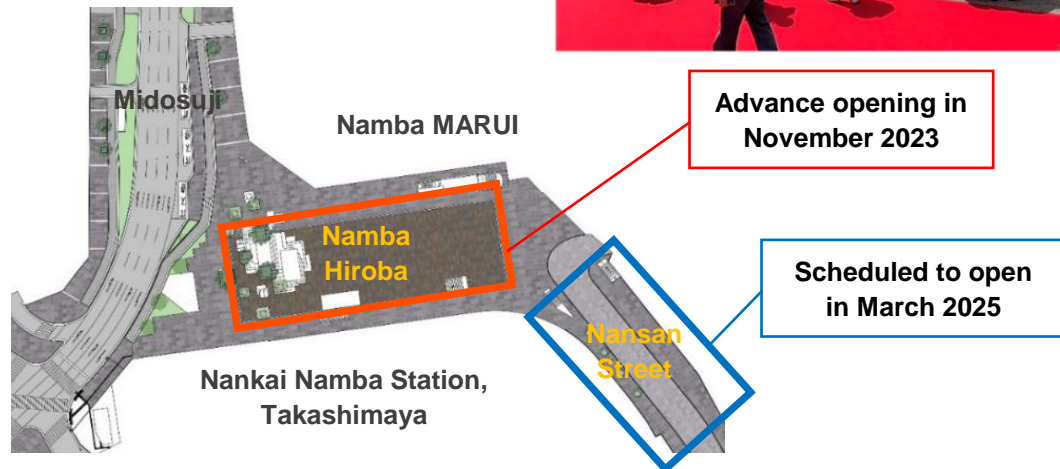 Midosuji
Namba MARUI
Advance opening in
November 2023
Namba
Hiroba
Scheduled to open
in March 2025
Nansan
Street
Nankai Namba Station,
Takashimaya